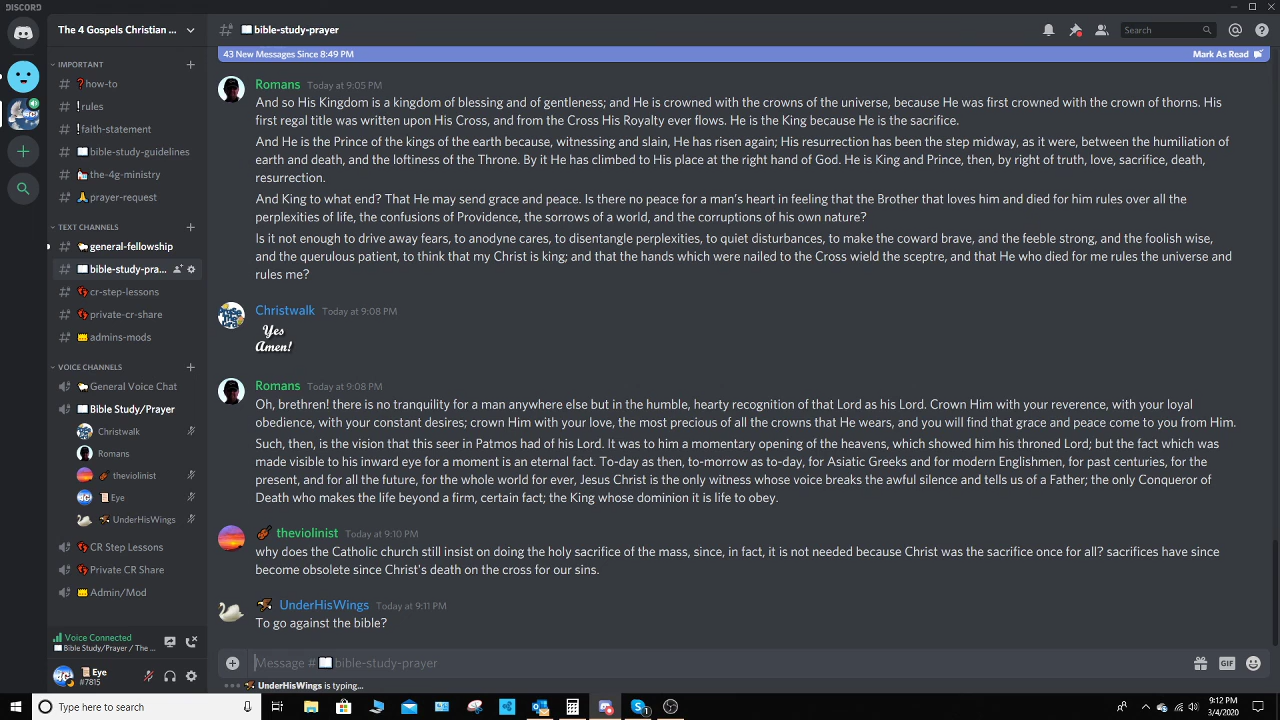 DISCORD
The 4 Gospels Christian ...
bible-study-prayer
Search
43 New Messages Since 8:49 PM
Mark As Read
IMPORTANT
how-to
rules
faith-statement
bible-study-guidelines
the-4g-ministry
prayer-request
TEXT CHANNELS
general-fellowship
bible-study-pra...
cr-step-lessons
private-cr-share
admins-mods
VOICE CHANNELS
General Voice Chat
Bible Study/Prayer
Christwalk
Romans
theviolinist
Eye
UnderHisWings
CR Step Lessons
Private CR Share
Admin/Mod
Voice Connected
Bible Study/Prayer / The ...
Eye
#7815
Romans Today at 9:05 PM
And so His Kingdom is a kingdom of blessing and of gentleness; and He is crowned with the crowns of the universe, because He was first crowned with the crown of thorns. His
first regal title was written upon His Cross, and from the Cross His Royalty ever flows. He is the King because He is the sacrifice.
And He is the Prince of the kings of the earth because, witnessing and slain, He has risen again; His resurrection has been the step midway, as it were, between the humiliation of
earth and death, and the loftiness of the Throne. By it He has climbed to His place at the right hand of God. He is King and Prince, then, by right of truth, love, sacrifice, death,
resurrection.
And King to what end? That He may send grace and peace. Is there no peace for a man's heart in feeling that the Brother that loves him and died for him rules over all the
perplexities of life, the confusions of Providence, the sorrows of a world, and the corruptions of his own nature?
Is it not enough to drive away fears, to anodyne cares, to disentangle perplexities, to quiet disturbances, to make the coward brave, and the feeble strong, and the foolish wise,
and the querulous patient, to think that my Christ is king; and that the hands which were nailed to the Cross wield the sceptre, and that He who died for me rules the universe and
rules me?
Christwalk Today at 9:08 PM
Yes
Amen!
Romans Today at 9:08 PM
Oh, brethren! there is no tranquility for a man anywhere else but in the humble, hearty recognition of that Lord as his Lord. Crown Him with your reverence, with your loyal
obedience, with your constant desires; crown Him with your love, the most precious of all the crowns that He wears, and you will find that grace and peace come to you from Him.
Such, then, is the vision that this seer in Patmos had of his Lord. It was to him a momentary opening of the heavens, which showed him his throned Lord; but the fact which was
made visible to his inward eye for a moment is an eternal fact. To-day as then, to-morrow as to-day, for Asiatic Greeks and for modern Englishmen, for past centuries, for the
present, and for all the future, for the whole world for ever, Jesus Christ is the only witness whose voice breaks the awful silence and tells us of a Father; the only Conqueror of
Death who makes the life beyond a firm, certain fact; the King whose dominion it is life to obey.
theviolinist Today at 9:10 PM
why does the Catholic church still insist on doing the holy sacrifice of the mass, since, in fact, it is not needed because Christ was the sacrifice once for all? sacrifices have since
become obsolete since Christ's death on the cross for our sins.
UnderHisWings Today at 9:11 PM
To go against the bible?
Message # bible-study-prayer
GIF
UnderHisWings is typing...
Type here to search
9:12 PM
3/4/2020